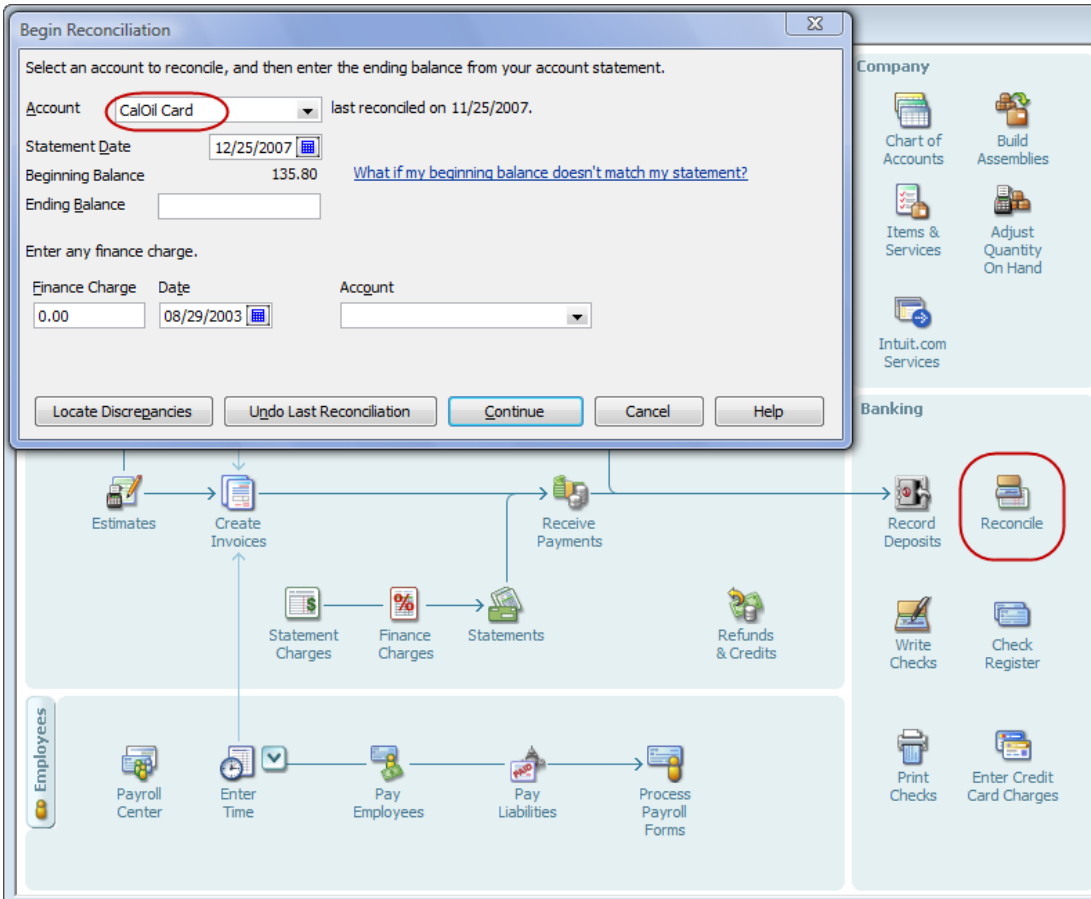 Begin Reconciliation
Select an account to reconcile, and then enter the ending balance from your account statement.
Account CalOil Card last reconciled on 11/25/2007.
Statement Date 12/25/2007
Beginning Balance 135.80 What if my beginning balance doesn't match my statement?
Ending Balance
Enter any finance charge.
Finance Charge Date Account
0.00 08/29/2003
Locate Discrepancies Undo Last Reconciliation Continue Cancel Help
Company
Chart of
Accounts
Build
Assemblies
Items &
Services
Adjust
Quantity
On Hand
Intuit.com
Services
Banking
Record
Deposits
Reconcile
Write
Checks
Check
Register
Print
Checks
Enter Credit
Card Charges
Estimates
Create
Invoices
Receive
Payments
Statement
Charges
Finance
Charges
Statements
Refunds
& Credits
Employees
Payroll
Center
Enter
Time
Pay
Employees
PAID
Pay
Liabilities
Process
Payroll
Forms